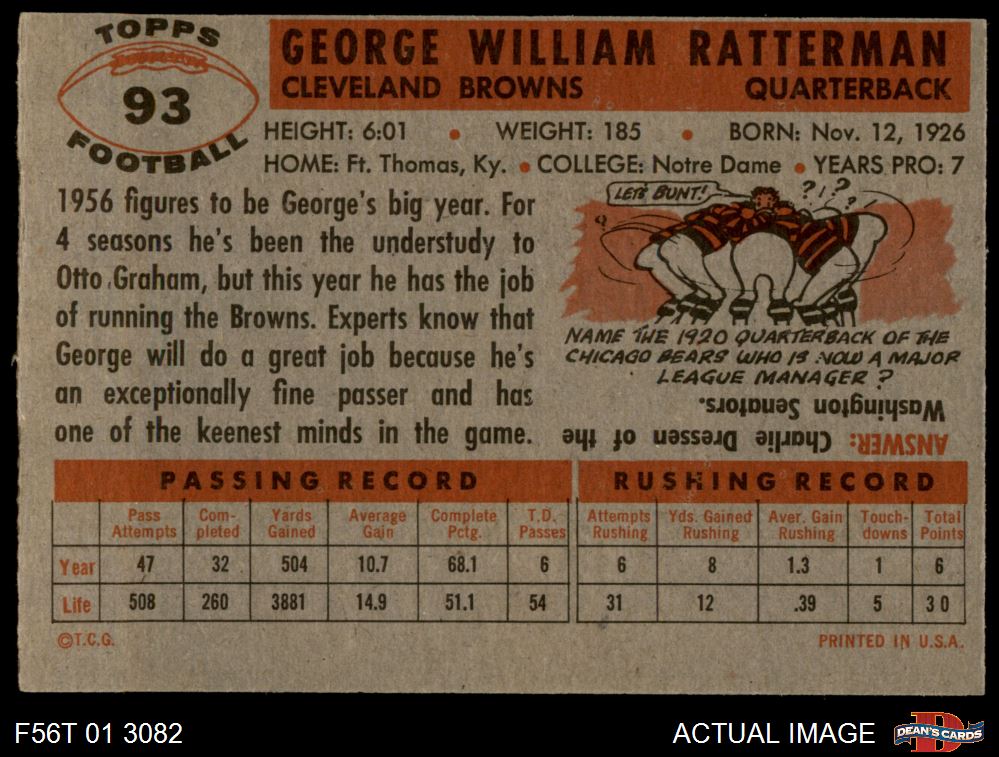 TOPPS
93
FOOTBALL
GEORGE WILLIAM RATTERMAN
CLEVELAND BROWNS QUARTERBACK
HEIGHT: 6:01 • WEIGHT: 185 • BORN: Nov. 12, 1926
HOME: Ft. Thomas, Ky. • COLLEGE: Notre Dame • YEARS PRO: 7
1956 figures to be George's big year. For
4 seasons he's been the understudy to
Otto Graham, but this year he has the job
of running the Browns. Experts know that
George will do a great job because he's
an exceptionally fine passer and has
one of the keenest minds in the game.
LETS BUNT!
? ! ? ?
?
NAME THE 1920 QUARTERBACK OF THE
CHICAGO BEARS WHO IS NOW A MAJOR
LEAGUE MANAGER?
ANSWER: Charlie Dressen of the
Washington Senators.
PASSING RECORD
Pass Attempts Com-pleted Yards Gained Average Gain Complete Pctg. T.D. Passes
Year 47 32 504 10.7 68.1 6
Life 508 260 3881 14.9 51.1 54
RUSHING RECORD
Attempts Rushing Yds. Gained Rushing Aver. Gain Rushing Touch-downs Total Points
6 8 1.3 1 6
31 12 .39 5 30
©T.C.G. PRINTED IN U.S.A.
F56T 01 3082 ACTUAL IMAGE DEAN'S CARDS